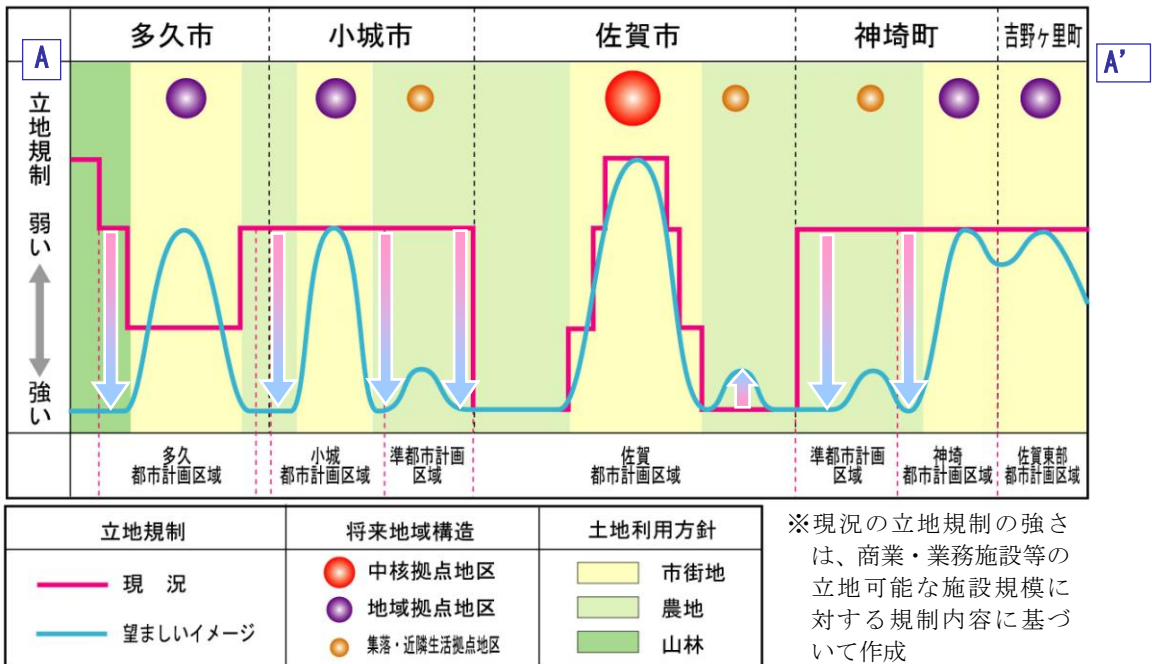 多久市
小城市
佐賀市
神埼町
吉野ヶ里町
A
A'
立地規制
弱い
強い
多久
都市計画区域
小城
都市計画区域
準都市計画
区域
佐賀
都市計画区域
準都市計画
区域
神埼
都市計画区域
佐賀東部
都市計画区域
立地規制
現 況
望ましいイメージ
将来地域構造
中核拠点地区
地域拠点地区
集落・近隣生活拠点地区
土地利用方針
市街地
農地
山林
※現況の立地規制の強さ
は、商業・業務施設等の
立地可能な施設規模に
対する規制内容に基づ
いて作成